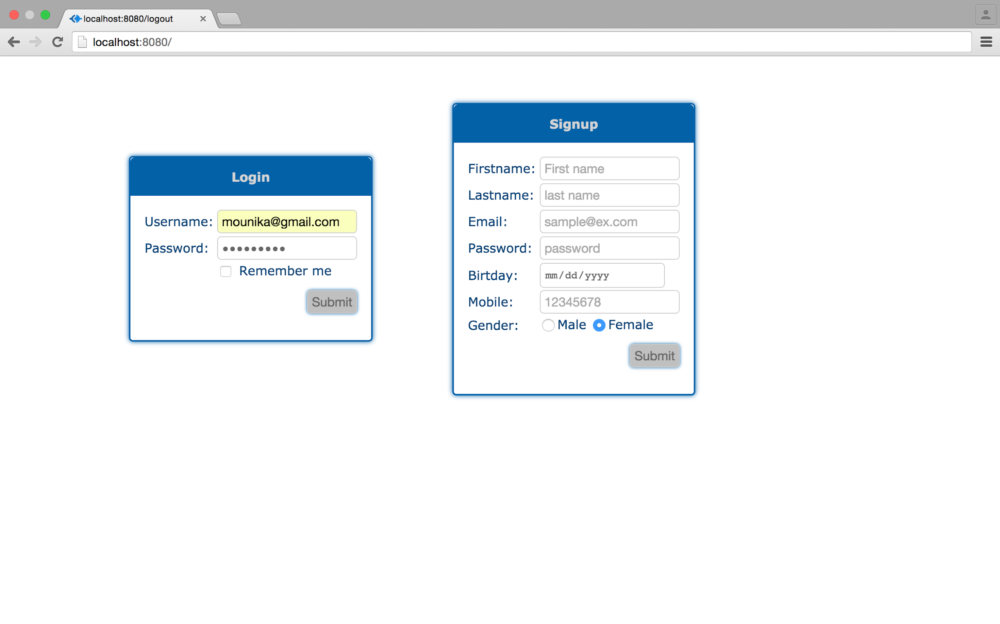 localhost:8080/logout
localhost:8080/
Login
Username: mounika@gmail.com
Password: •••••••••
Remember me
Submit
Signup
Firstname: First name
Lastname: last name
Email: sample@ex.com
Password: password
Birtday: mm/dd/yyyy
Mobile: 12345678
Gender: Male Female
Submit